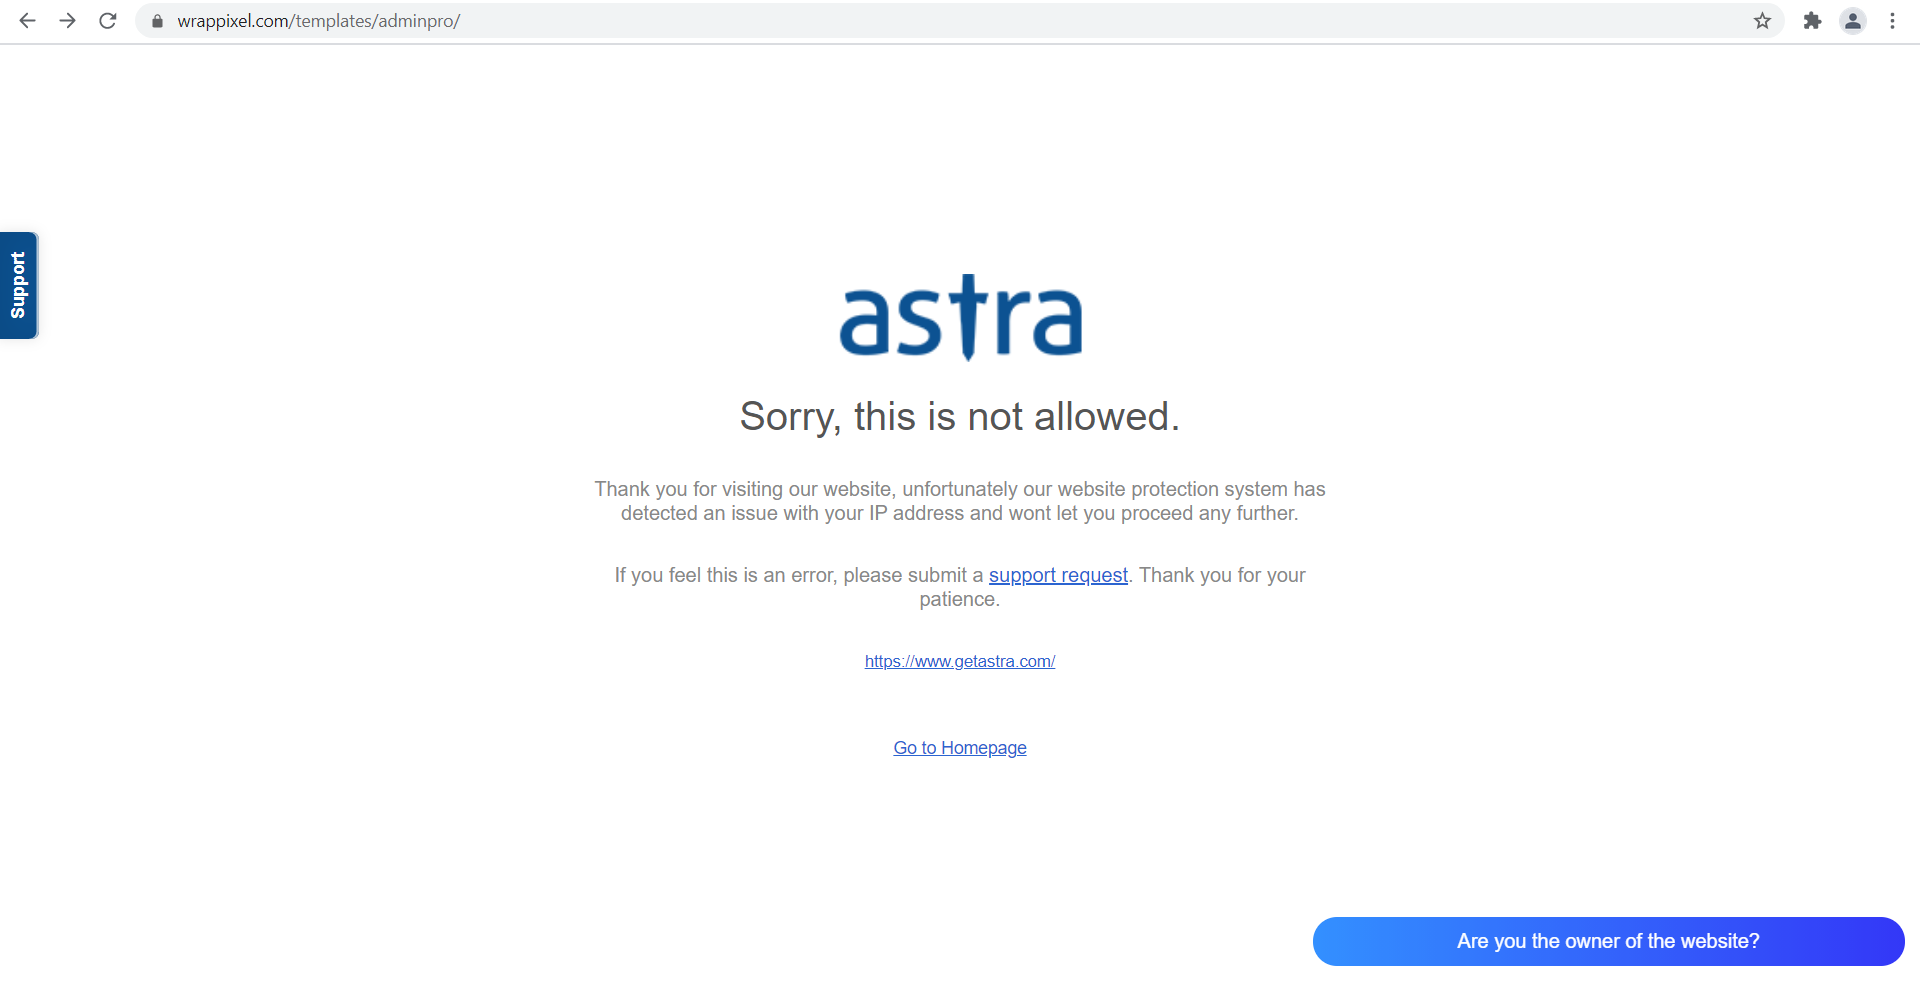 wrappixel.com/templates/adminpro/
Support
astra
Sorry, this is not allowed.
Thank you for visiting our website, unfortunately our website protection system has
detected an issue with your IP address and wont let you proceed any further.
If you feel this is an error, please submit a support request. Thank you for your
patience.
https://www.getastra.com/
Go to Homepage
Are you the owner of the website?